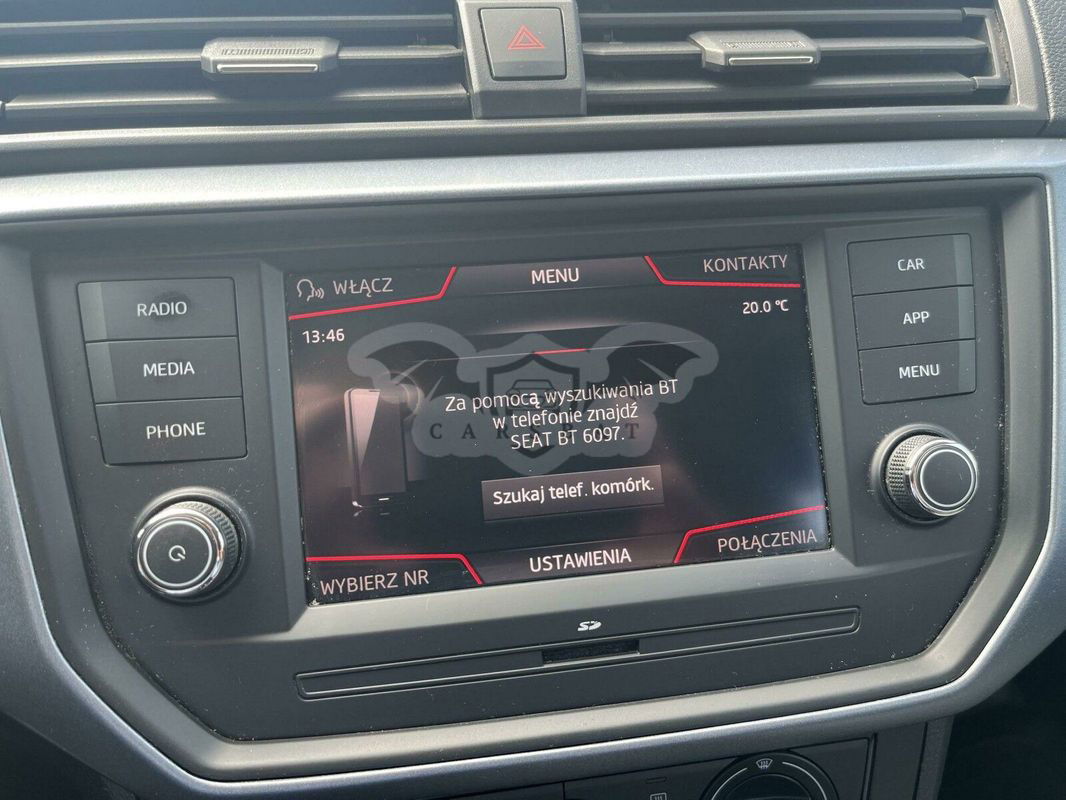 WŁĄCZ
MENU
KONTAKTY
13:46
20.0 °C
RADIO
MEDIA
PHONE
CAR
APP
MENU
Za pomocą wyszukiwania BT
w telefonie znajdź
SEAT BT 6097.
CARSBAT
Szukaj telef. komórk.
WYBIERZ NR
USTAWIENIA
POŁĄCZENIA
SD